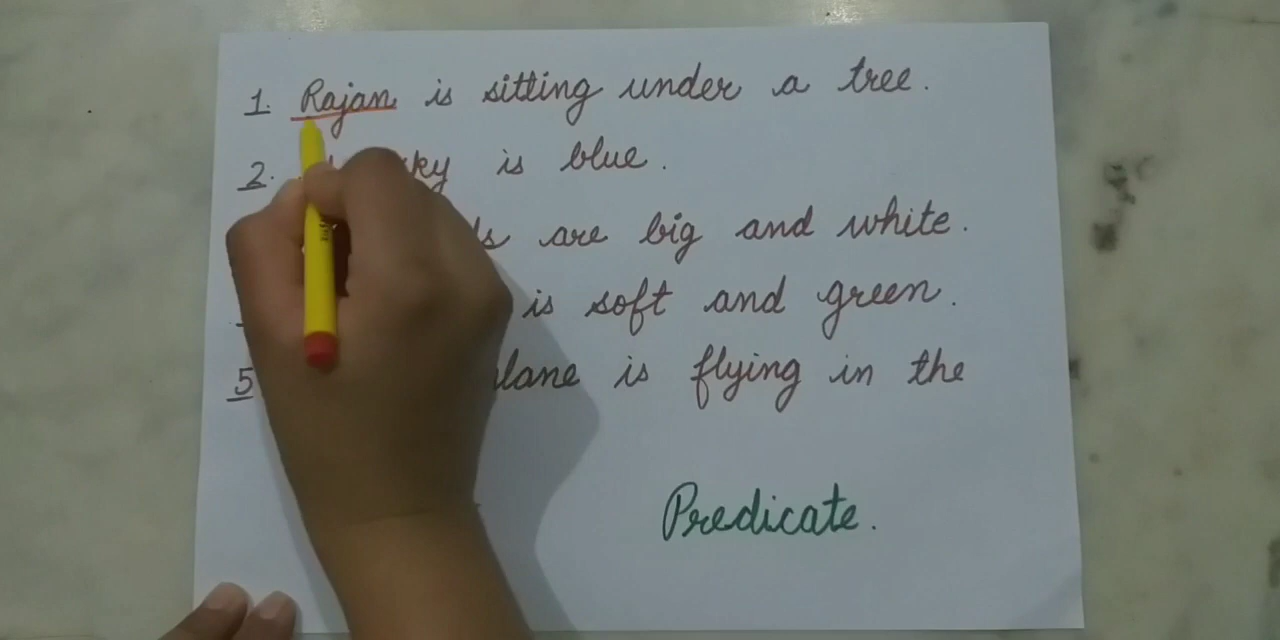 1. Rajan is sitting under a tree.
2. is blue.
are big and white.
is soft and green.
5 is flying in the
Predicate.